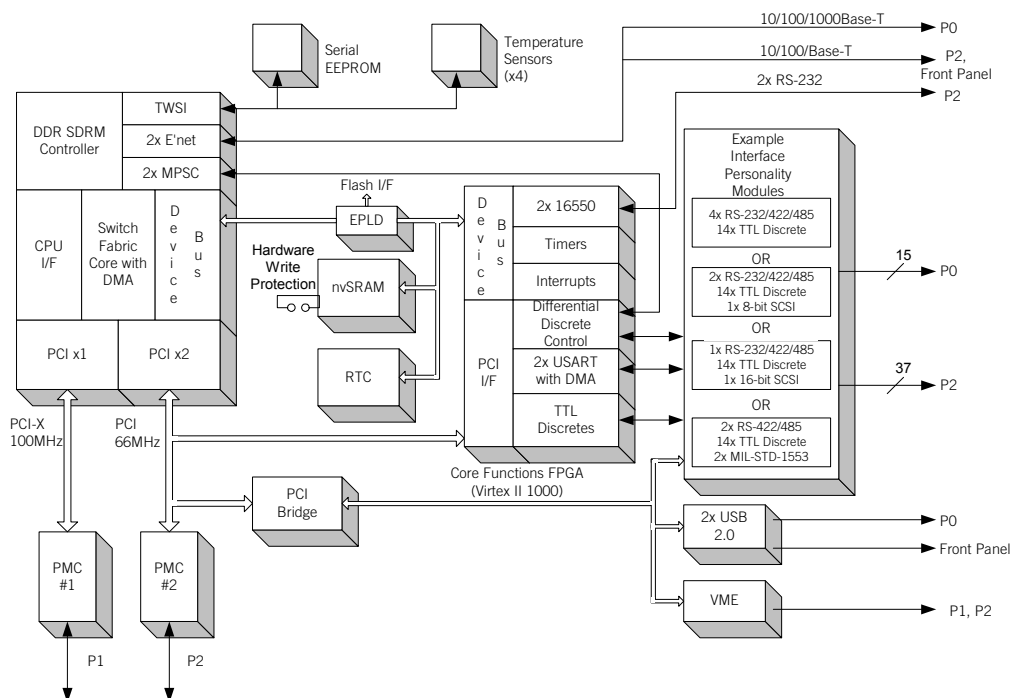 10/100/1000Base-T
P0
Serial
EEPROM
Temperature
Sensors
(x4)
10/100/Base-T
P2,
Front Panel
2x RS-232
P2
DDR SDRM
Controller
TWSI
2x E'net
2x MPSC
CPU
I/F
Switch
Fabric
Core with
DMA
Device
Bus
PCI x1
PCI x2
Flash I/F
EPLD
Hardware
Write
Protection
nvSRAM
RTC
Device
Bus
2x 16550
Timers
Interrupts
Differential
Discrete
Control
PCI
I/F
2x USART
with DMA
TTL
Discretes
Core Functions FPGA
(Virtex II 1000)
Example
Interface
Personality
Modules
4x RS-232/422/485
14x TTL Discrete
OR
2x RS-232/422/485
14x TTL Discrete
1x 8-bit SCSI
OR
1x RS-232/422/485
14x TTL Discrete
1x 16-bit SCSI
OR
2x RS-422/485
14x TTL Discrete
2x MIL-STD-1553
15
P0
37
P2
PCI-X
100MHz
PCI
66MHz
PCI
Bridge
2x USB
2.0
P0
Front Panel
PMC
#1
PMC
#2
VME
P1, P2
P1
P2